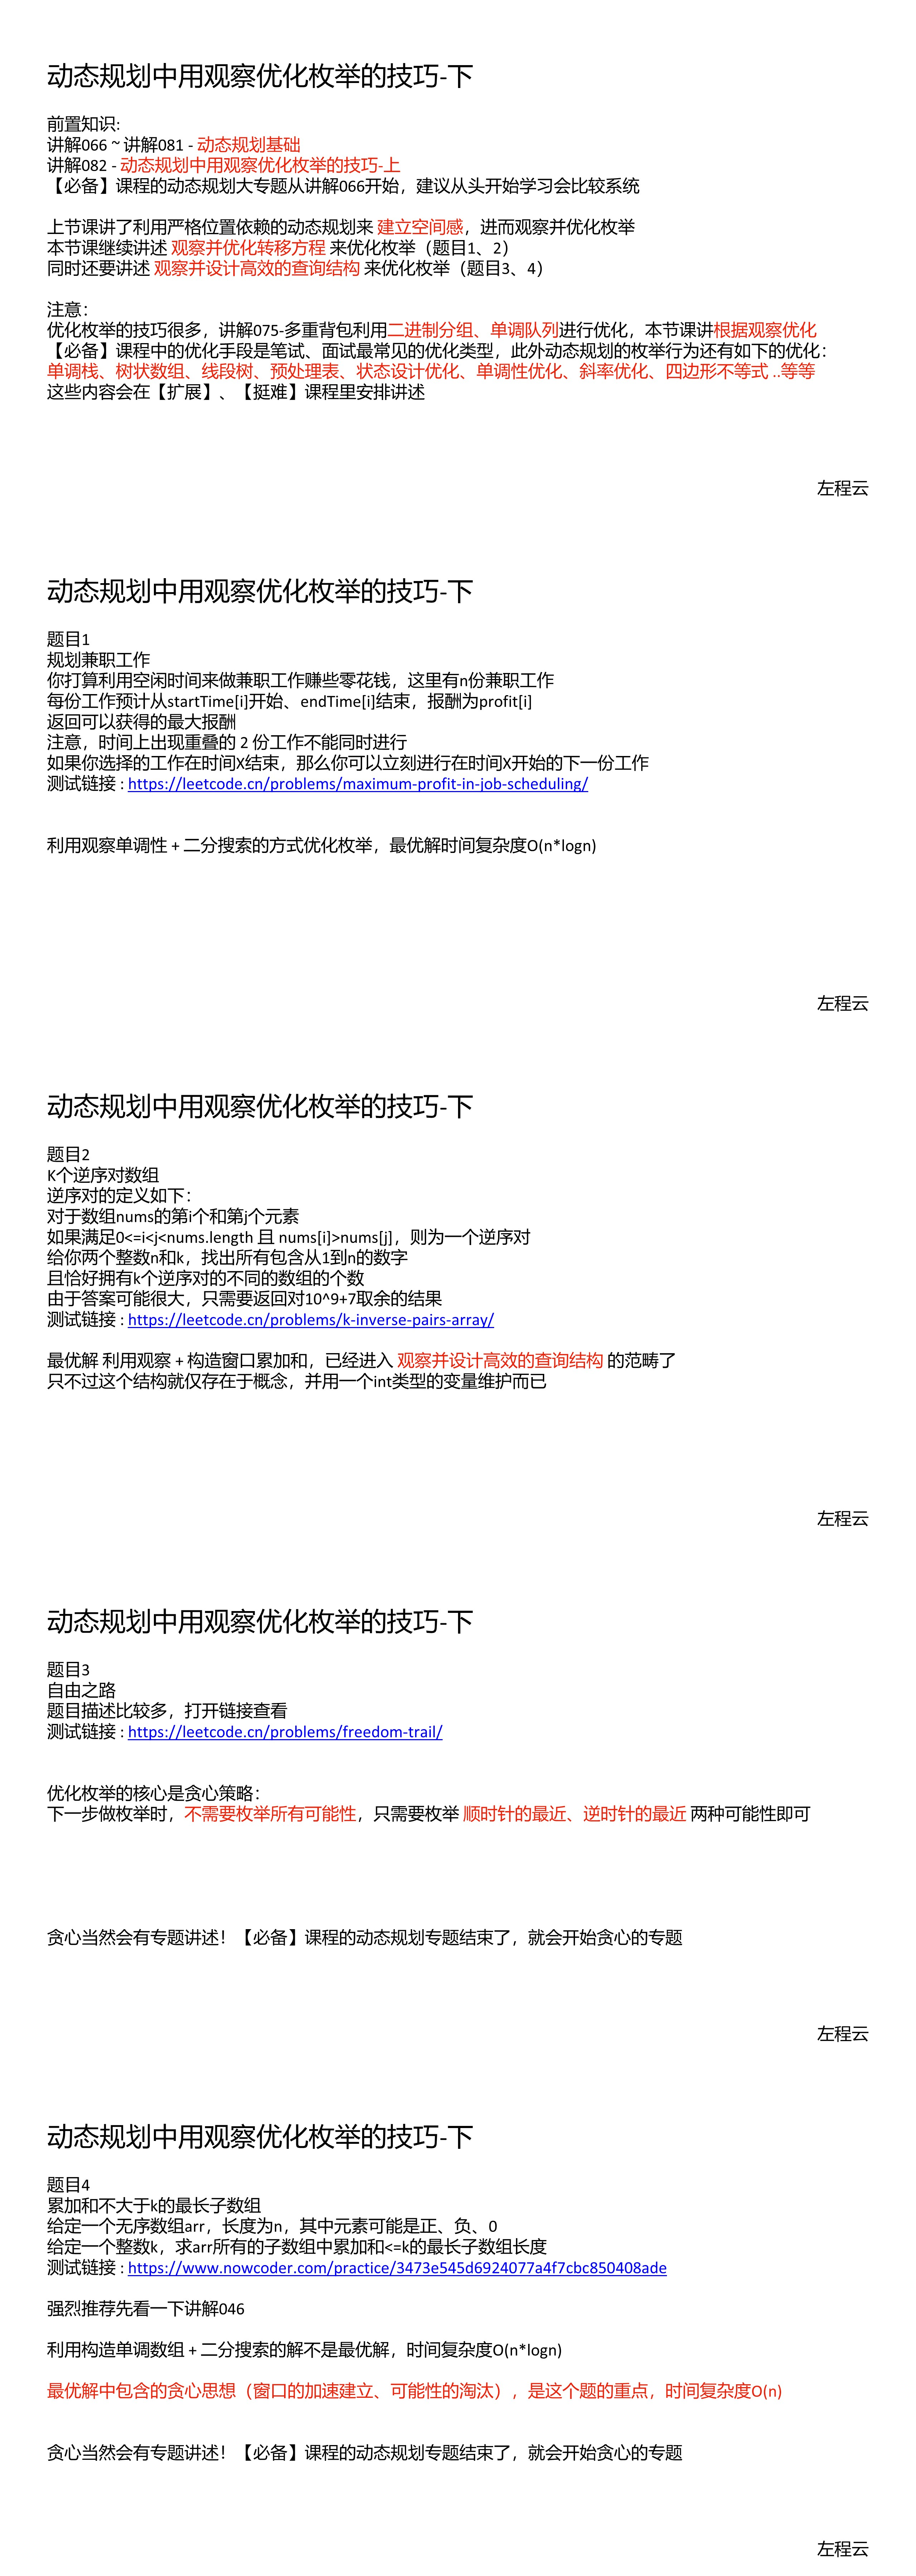 动态规划中用观察优化枚举的技巧-下
前置知识:
讲解066 ~ 讲解081 - 动态规划基础
讲解082 - 动态规划中用观察优化枚举的技巧-上
【必备】课程的动态规划大专题从讲解066开始，建议从头开始学习会比较系统
上节课讲了利用严格位置依赖的动态规划来 建立空间感，进而观察并优化枚举
本节课继续讲述 观察并优化转移方程 来优化枚举（题目1、2）
同时还要讲述 观察并设计高效的查询结构 来优化枚举（题目3、4）
注意：
优化枚举的技巧很多，讲解075-多重背包利用二进制分组、单调队列进行优化，本节课讲根据观察优化
【必备】课程中的优化手段是笔试、面试最常见的优化类型，此外动态规划的枚举行为还有如下的优化：
单调栈、树状数组、线段树、预处理表、状态设计优化、单调性优化、斜率优化、四边形不等式 ..等等
这些内容会在【扩展】、【挺难】课程里安排讲述
左程云
动态规划中用观察优化枚举的技巧-下
题目1
规划兼职工作
你打算利用空闲时间来做兼职工作赚些零花钱，这里有n份兼职工作
每份工作预计从startTime[i]开始、endTime[i]结束，报酬为profit[i]
返回可以获得的最大报酬
注意，时间上出现重叠的 2 份工作不能同时进行
如果你选择的工作在时间X结束，那么你可以立刻进行在时间X开始的下一份工作
测试链接 : https://leetcode.cn/problems/maximum-profit-in-job-scheduling/
利用观察单调性 + 二分搜索的方式优化枚举，最优解时间复杂度O(n*logn)
左程云
动态规划中用观察优化枚举的技巧-下
题目2
K个逆序对数组
逆序对的定义如下：
对于数组nums的第i个和第j个元素
如果满足0<=i<j<nums.length 且 nums[i]>nums[j]，则为一个逆序对
给你两个整数n和k，找出所有包含从1到n的数字
且恰好拥有k个逆序对的不同的数组的个数
由于答案可能很大，只需要返回对10^9+7取余的结果
测试链接 : https://leetcode.cn/problems/k-inverse-pairs-array/
最优解 利用观察 + 构造窗口累加和，已经进入 观察并设计高效的查询结构 的范畴了
只不过这个结构就仅存在于概念，并用一个int类型的变量维护而已
左程云
动态规划中用观察优化枚举的技巧-下
题目3
自由之路
题目描述比较多，打开链接查看
测试链接 : https://leetcode.cn/problems/freedom-trail/
优化枚举的核心是贪心策略：
下一步做枚举时，不需要枚举所有可能性，只需要枚举 顺时针的最近、逆时针的最近 两种可能性即可
贪心当然会有专题讲述！【必备】课程的动态规划专题结束了，就会开始贪心的专题
左程云
动态规划中用观察优化枚举的技巧-下
题目4
累加和不大于k的最长子数组
给定一个无序数组arr，长度为n，其中元素可能是正、负、0
给定一个整数k，求arr所有的子数组中累加和<=k的最长子数组长度
测试链接 : https://www.nowcoder.com/practice/3473e545d6924077a4f7cbc850408ade
强烈推荐先看一下讲解046
利用构造单调数组 + 二分搜索的解不是最优解，时间复杂度O(n*logn)
最优解中包含的贪心思想（窗口的加速建立、可能性的淘汰），是这个题的重点，时间复杂度O(n)
贪心当然会有专题讲述！【必备】课程的动态规划专题结束了，就会开始贪心的专题
左程云